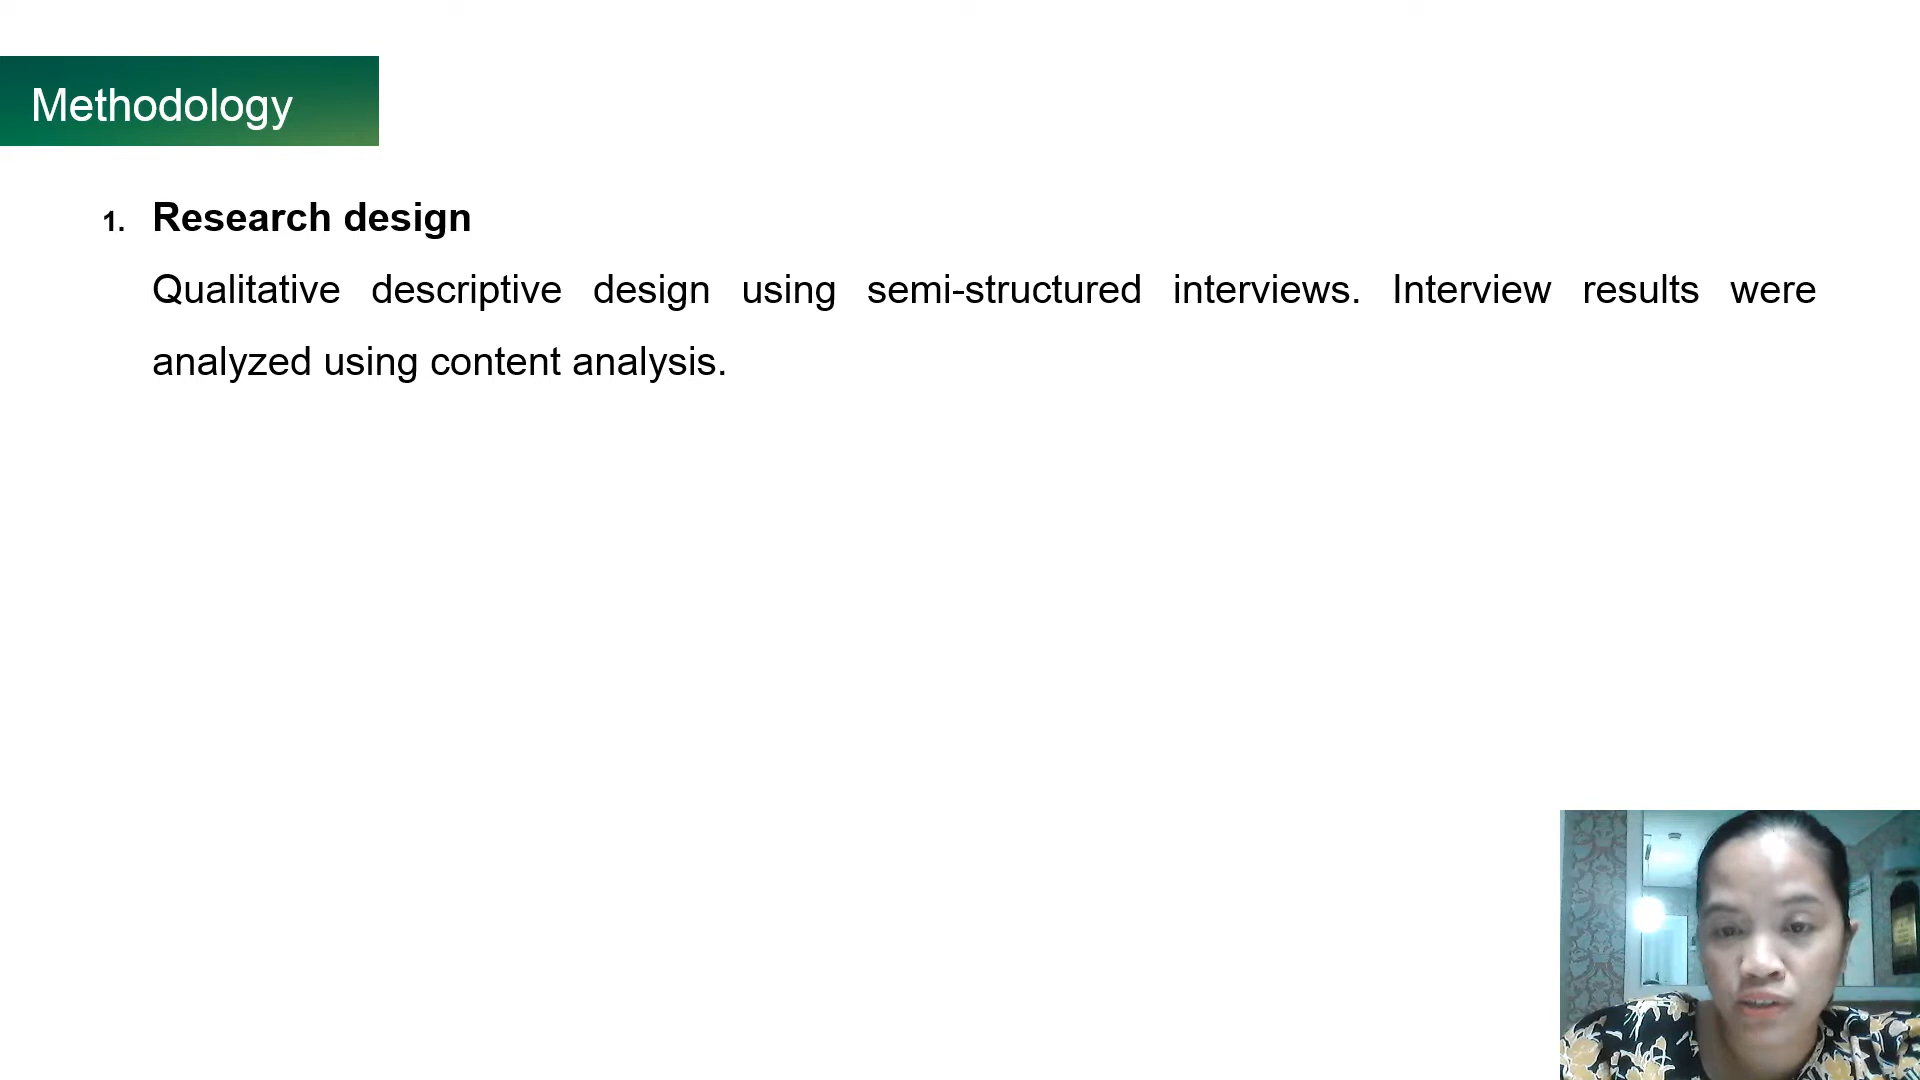 Methodology
1. Research design
Qualitative descriptive design using semi-structured interviews. Interview results were
analyzed using content analysis.